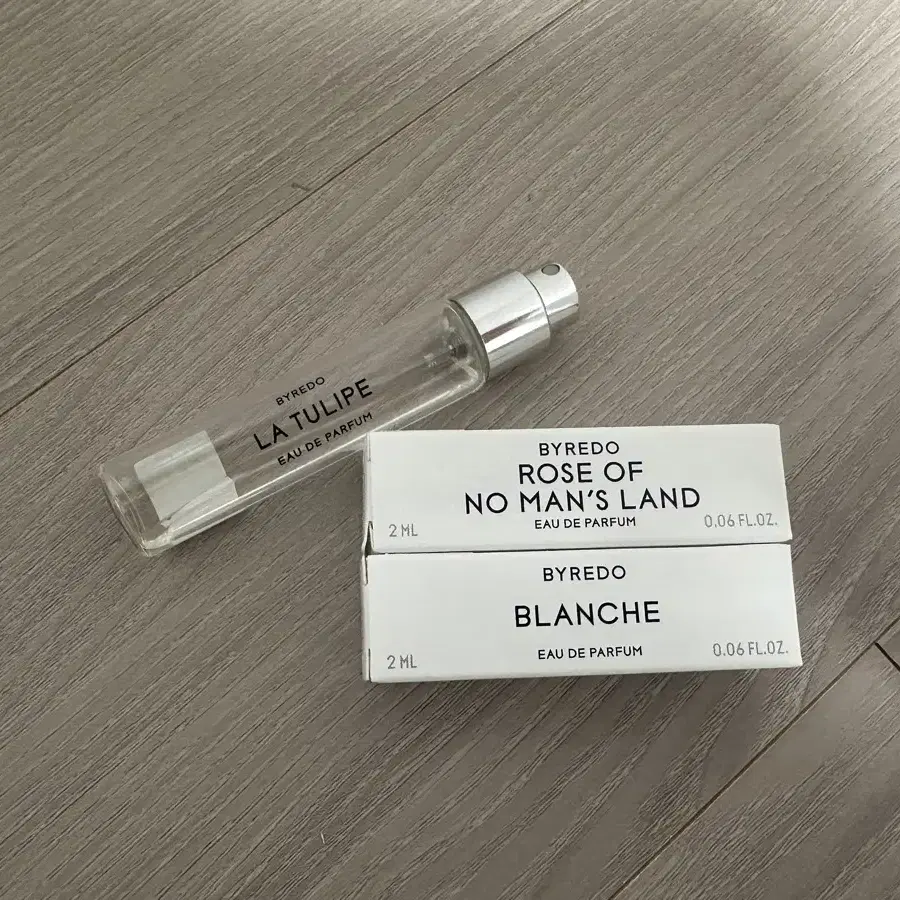 BYREDO
LA TULIPE
EAU DE PARFUM
BYREDO
ROSE OF
NO MAN'S LAND
EAU DE PARFUM
2 ML
0,06 FL.OZ.
BYREDO
BLANCHE
EAU DE PARFUM
2 ML
0,06 FL.OZ.